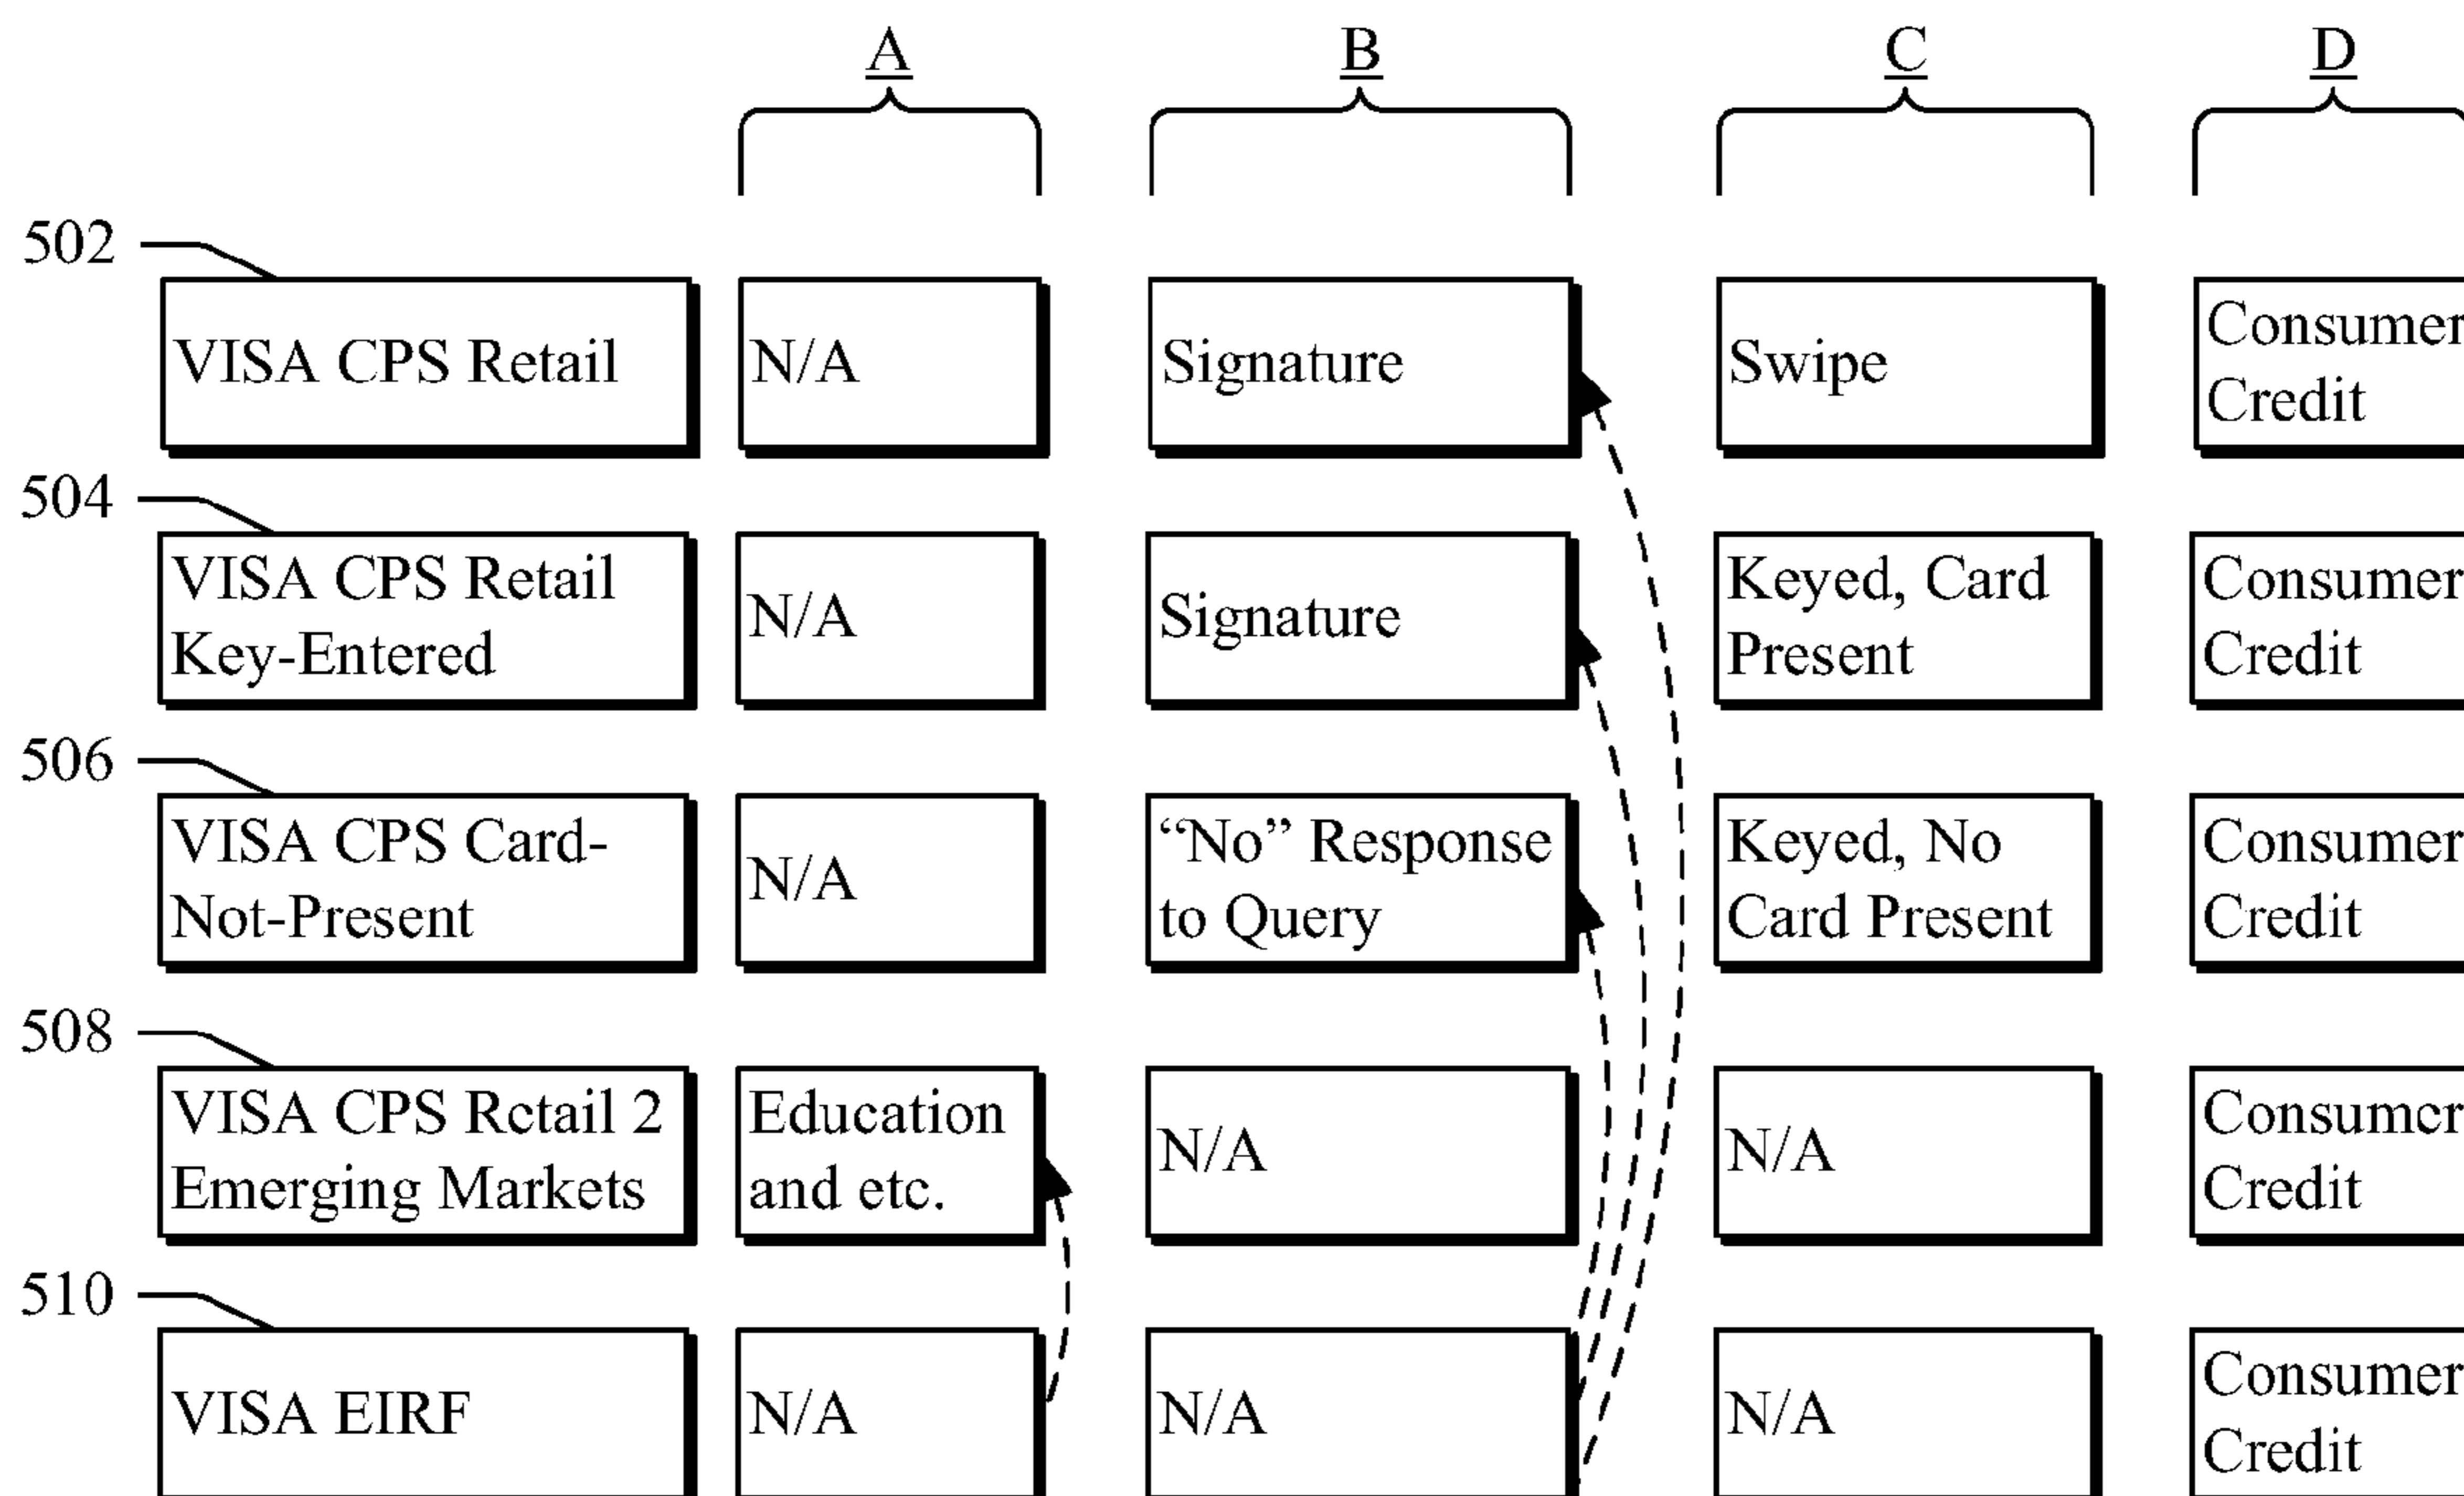 A B C D
502
VISA CPS Retail
N/A
Signature
Swipe
Consumer
Credit
504
VISA CPS Retail
Key-Entered
N/A
Signature
Keyed, Card
Present
Consumer
Credit
506
VISA CPS Card-
Not-Present
N/A
“No” Response
to Query
Keyed, No
Card Present
Consumer
Credit
508
VISA CPS Retail 2
Emerging Markets
Education
and etc.
N/A
N/A
Consumer
Credit
510
VISA EIRF
N/A
N/A
N/A
Consumer
Credit